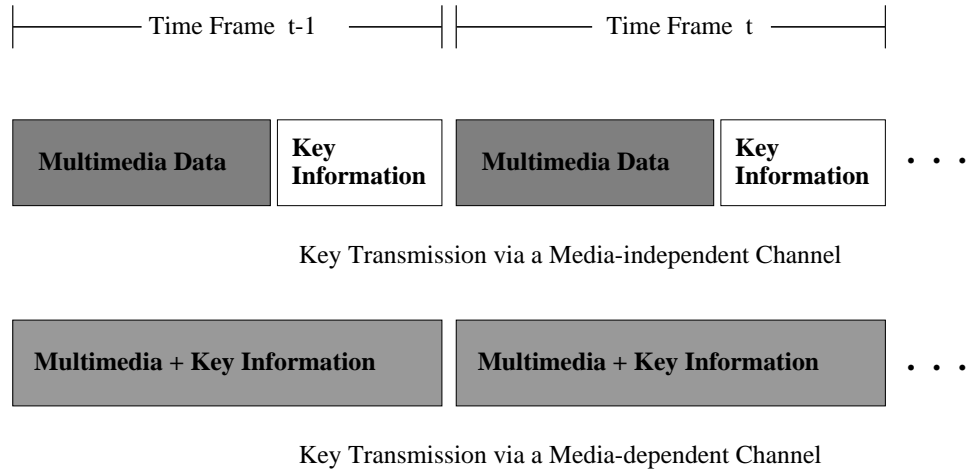 Time Frame t-1
Time Frame t
Multimedia Data
Key
Information
Multimedia Data
Key
Information
. . .
Key Transmission via a Media-independent Channel
Multimedia + Key Information
Multimedia + Key Information
. . .
Key Transmission via a Media-dependent Channel